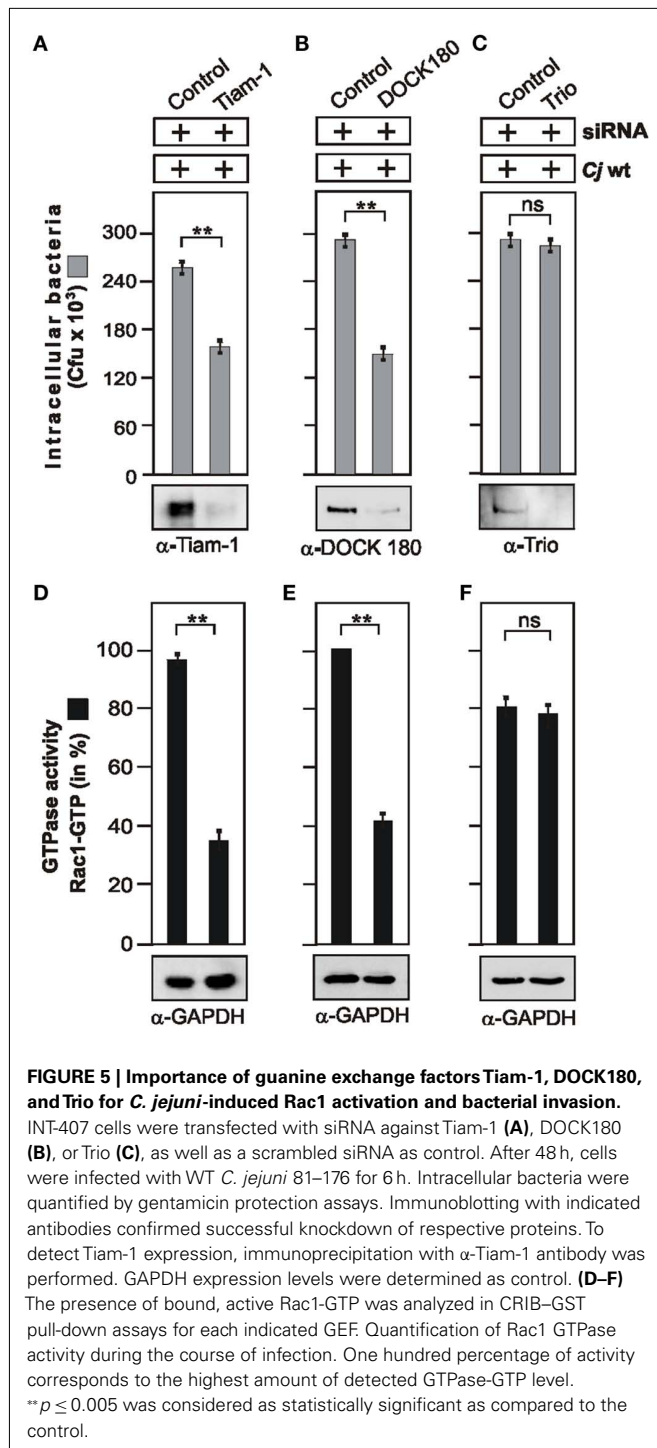 A B C
Control Tiam-1 Control DOCK180 Control Trio
+ + + + + + siRNA
+ + + + + + Cj wt
Intracellular bacteria
(Cfu x 10³)
300
240
180
120
60
0
** ** ns
α-Tiam-1 α-DOCK 180 α-Trio
D E F
GTPase activity
Rac1-GTP (in %)
100
80
60
40
20
0
** ** ns
α-GAPDH α-GAPDH α-GAPDH
FIGURE 5 | Importance of guanine exchange factors Tiam-1, DOCK180,
and Trio for C. jejuni-induced Rac1 activation and bacterial invasion.
INT-407 cells were transfected with siRNA against Tiam-1 (A), DOCK180
(B), or Trio (C), as well as a scrambled siRNA as control. After 48 h, cells
were infected with WT C. jejuni 81–176 for 6 h. Intracellular bacteria were
quantified by gentamicin protection assays. Immunoblotting with indicated
antibodies confirmed successful knockdown of respective proteins. To
detect Tiam-1 expression, immunoprecipitation with α-Tiam-1 antibody was
performed. GAPDH expression levels were determined as control. (D–F)
The presence of bound, active Rac1-GTP was analyzed in CRIB–GST
pull-down assays for each indicated GEF. Quantification of Rac1 GTPase
activity during the course of infection. One hundred percentage of activity
corresponds to the highest amount of detected GTPase-GTP level.
**p ≤ 0.005 was considered as statistically significant as compared to the
control.